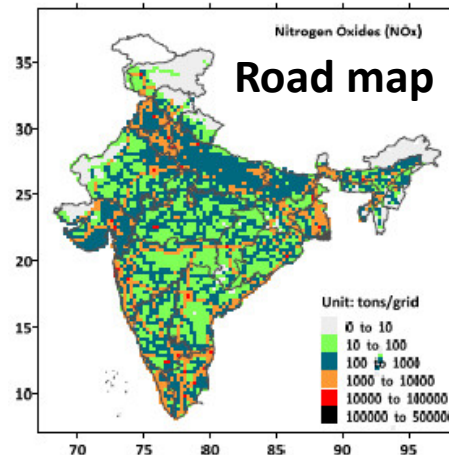 Nitrogen Oxides (NOx)
Road map
35
30
25
20
15
10
Unit: tons/grid
0 to 10
10 to 100
100 to 1000
1000 to 10000
10000 to 100000
100000 to 500000
70 75 80 85 90 95